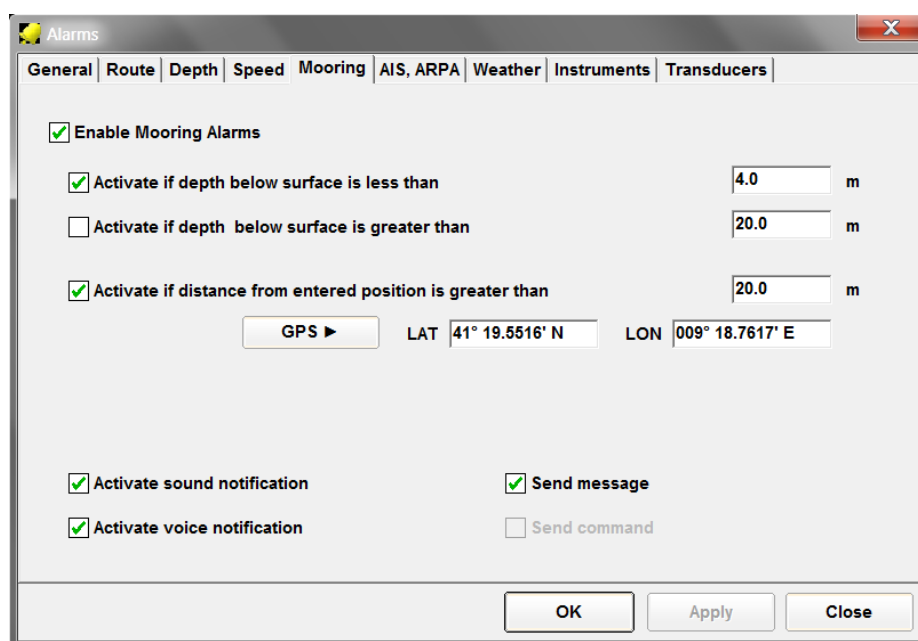 Alarms
General Route Depth Speed Mooring AIS, ARPA Weather Instruments Transducers
Enable Mooring Alarms
Activate if depth below surface is less than 4.0 m
Activate if depth below surface is greater than 20.0 m
Activate if distance from entered position is greater than 20.0 m
GPS ► LAT 41° 19.5516' N LON 009° 18.7617' E
Activate sound notification Send message
Activate voice notification Send command
OK Apply Close